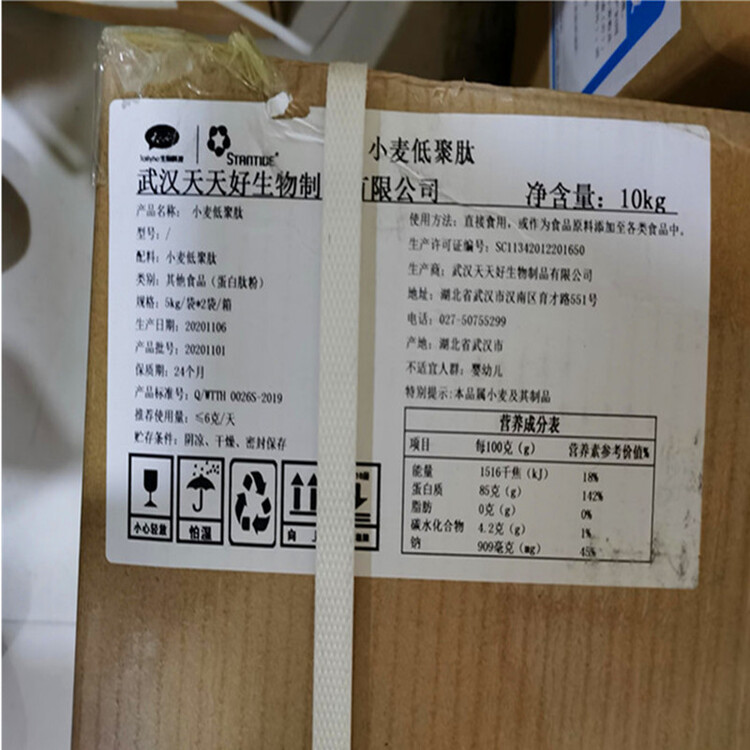 STANTIDE
小麦低聚肽
武汉天天好生物制 有限公司
净含量：10kg
产品名称：小麦低聚肽
型号：/
配料：小麦低聚肽
类别：其他食品（蛋白肽粉）
规格：5kg/袋*2袋/箱
生产日期：20201106
产品批号：20201101
保质期：24个月
产品标准号：Q/WTTH 0026S-2019
推荐使用量：≤6克/天
贮存条件：阴凉、干燥、密封保存
小心轻放
怕湿
向 上
使用方法：直接食用，或作为食品原料添加至各类食品中。
生产许可证编号：SC11342012201650
生产商：武汉天天好生物制品有限公司
地址：湖北省武汉市汉南区育才路551号
电话：027-50755299
产地：湖北省武汉市
不适宜人群：婴幼儿
特别提示：本品属小麦及其制品
营养成分表
项目 每100克（g） 营养素参考价值%
能量 1516千焦（kJ） 18%
蛋白质 85克（g） 142%
脂肪 0克（g） 0%
碳水化合物 4.2克（g） 1%
钠 909毫克（mg） 45%